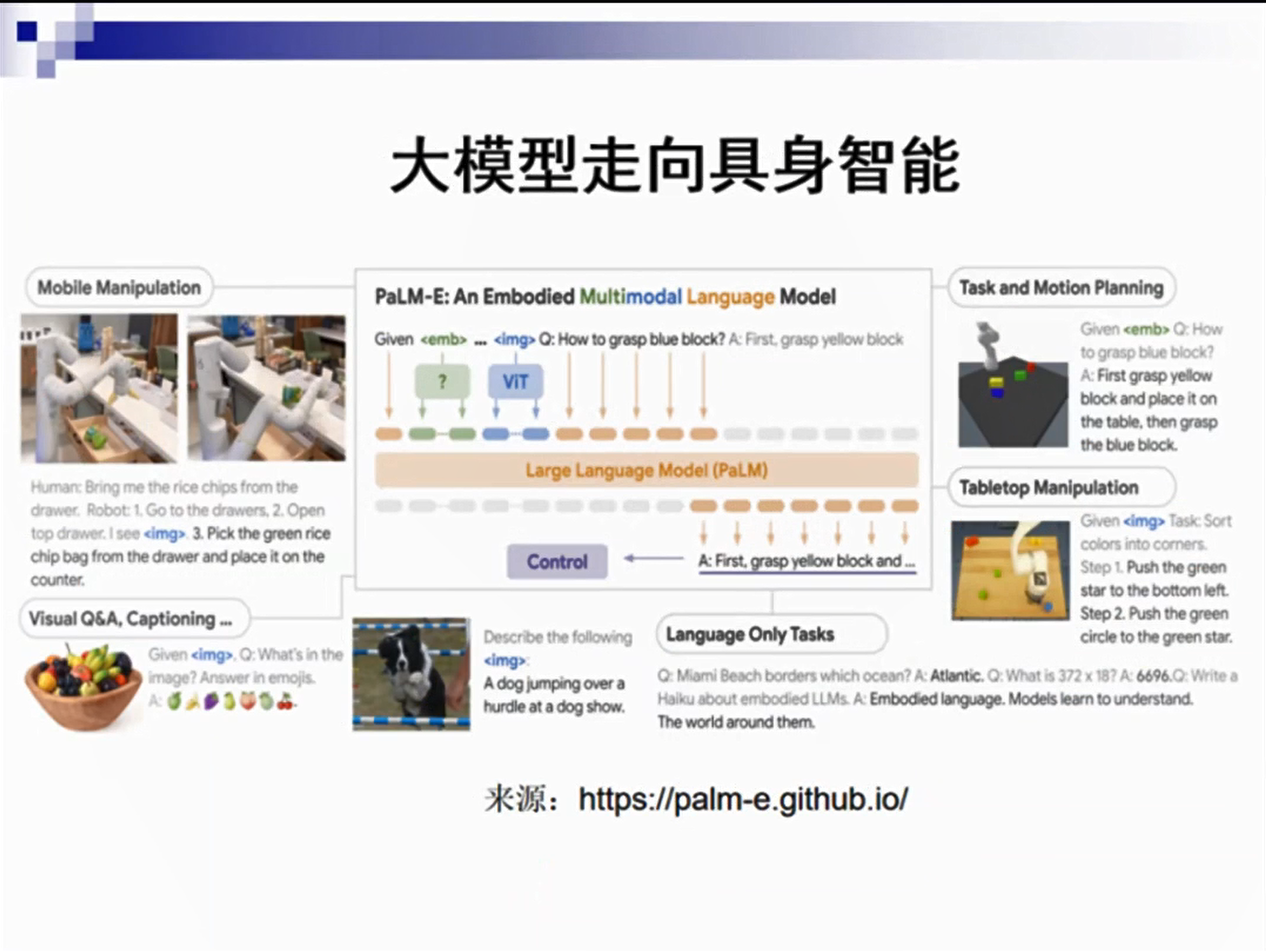 大模型走向具身智能
Mobile Manipulation
Human: Bring me the rice chips from the
drawer. Robot: 1. Go to the drawers, 2. Open
top drawer. I see <img>. 3. Pick the green rice
chip bag from the drawer and place it on the
counter.
Visual Q&A, Captioning ...
Given <img>. Q: What's in the
image? Answer in emojis.
A: 🍏🍌🍇🍐🍑🍈🍒.
PaLM-E: An Embodied Multimodal Language Model
Given <emb> ... <img> Q: How to grasp blue block? A: First, grasp yellow block
?
ViT
Large Language Model (PaLM)
Control
A: First, grasp yellow block and ...
Describe the following
<img>:
A dog jumping over a
hurdle at a dog show.
Language Only Tasks
Q: Miami Beach borders which ocean? A: Atlantic. Q: What is 372 x 18? A: 6696.Q: Write a
Haiku about embodied LLMs. A: Embodied language. Models learn to understand.
The world around them.
Task and Motion Planning
Given <emb> Q: How
to grasp blue block?
A: First grasp yellow
block and place it on
the table, then grasp
the blue block.
Tabletop Manipulation
Given <img> Task: Sort
colors into corners.
Step 1. Push the green
star to the bottom left.
Step 2. Push the green
circle to the green star.
来源：https://palm-e.github.io/